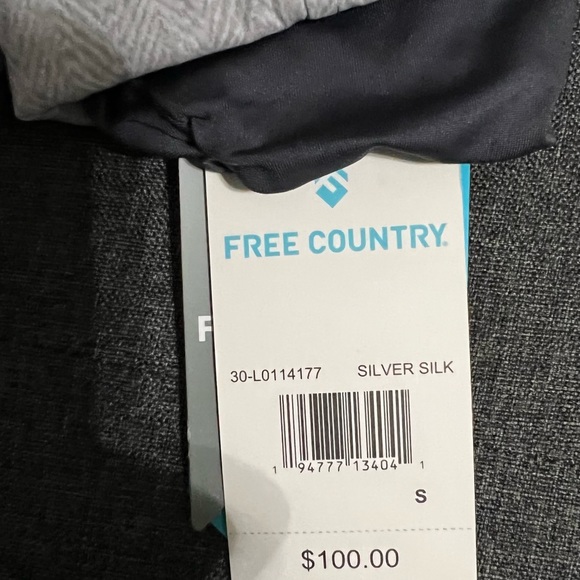 FREE COUNTRY®
F
30-L0114177 SILVER SILK
1 94777 13404 1
S
$100.00